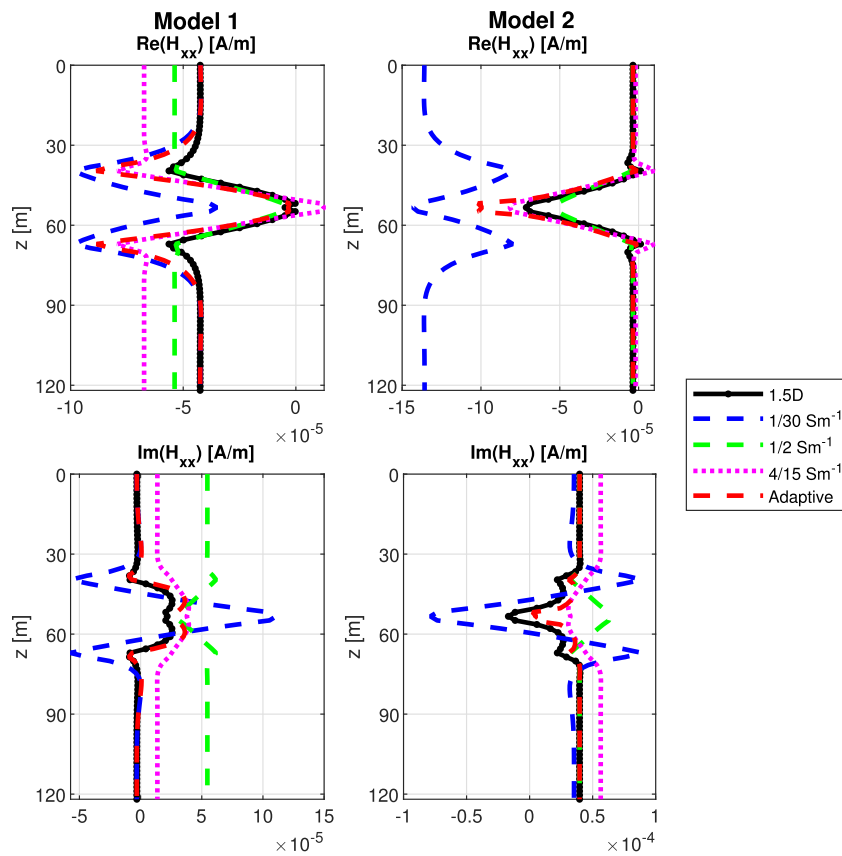 Model 1
Re(Hxx) [A/m]
0
30
60
90
120
z [m]
-10
-5
0
×10-5
Model 2
Re(Hxx) [A/m]
0
30
60
90
120
z [m]
-15
-10
-5
0
×10-5
1.5D
1/30 Sm-1
1/2 Sm-1
4/15 Sm-1
Adaptive
Im(Hxx) [A/m]
0
30
60
90
120
z [m]
-5
0
5
10
15
×10-5
Im(Hxx) [A/m]
0
30
60
90
120
z [m]
-1
-0.5
0
0.5
1
×10-4